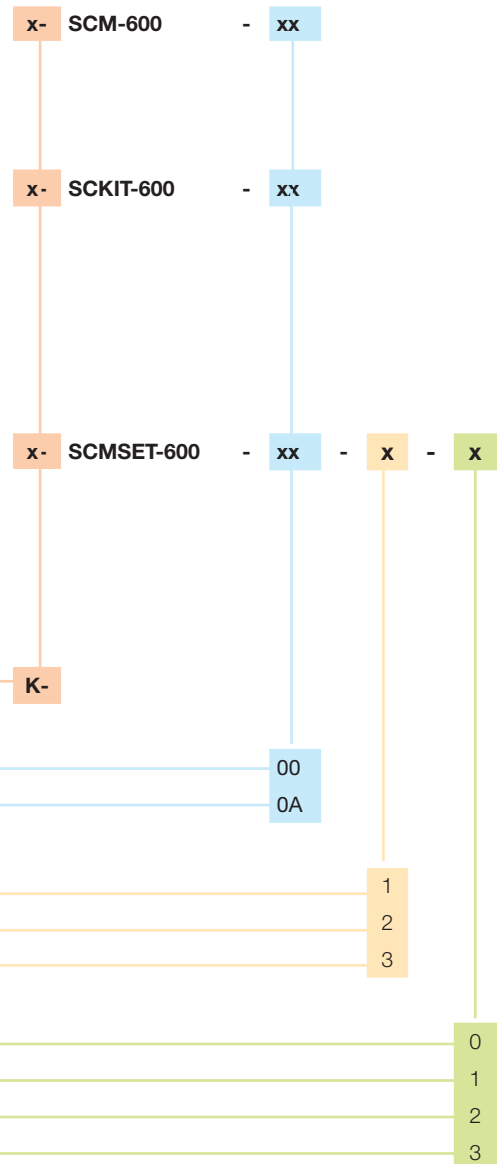 x- SCM-600 - xx
x- SCKIT-600 - xx
x- SCMSET-600 - xx - x - x
K-
00
0A
1
2
3
0
1
2
3